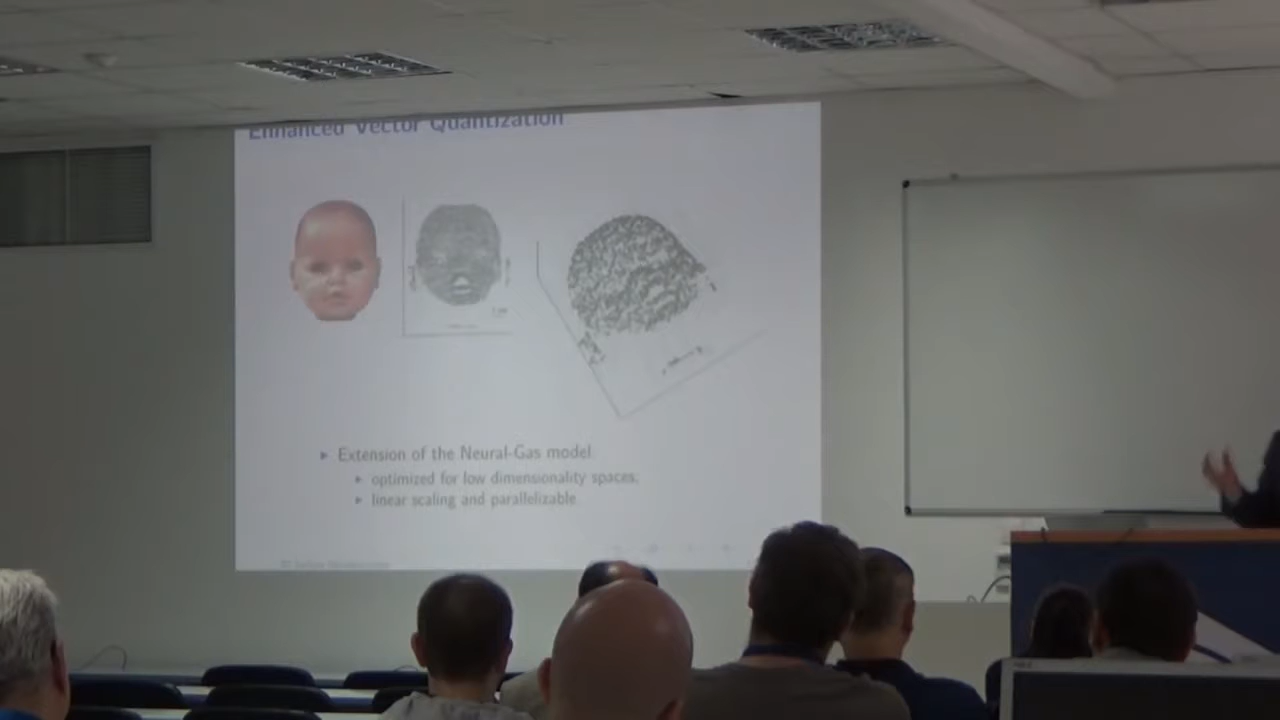 Enhanced Vector Quantization
Extension of the Neural-Gas model:
optimized for low dimensionality spaces;
linear scaling and parallelizable.